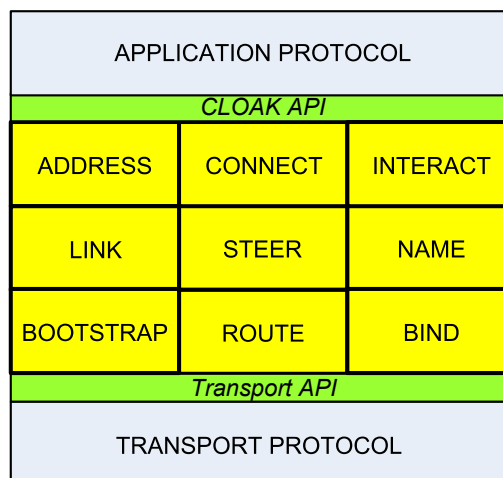 APPLICATION PROTOCOL
CLOAK API
ADDRESS CONNECT INTERACT
LINK STEER NAME
BOOTSTRAP ROUTE BIND
Transport API
TRANSPORT PROTOCOL